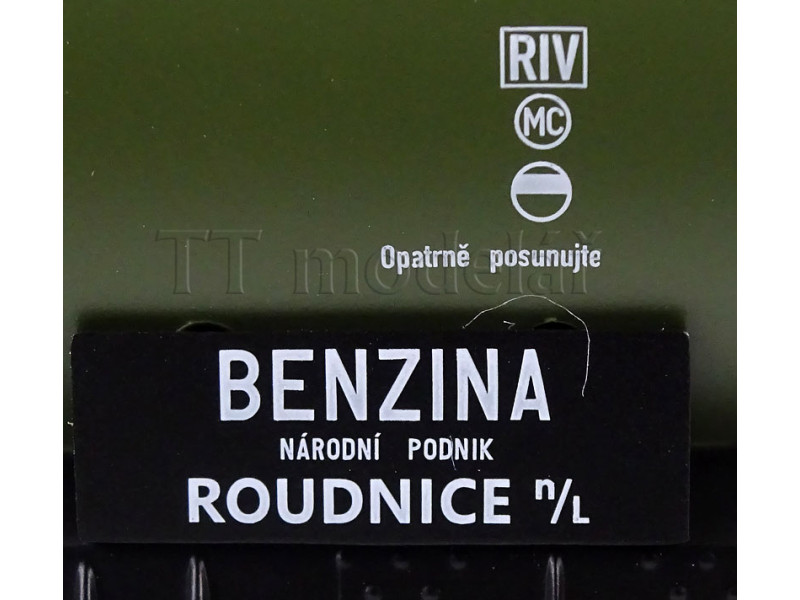 RIV
MC
Opatrně posunujte
TT modelář
BENZINA
NÁRODNÍ PODNIK
ROUDNICE n/L